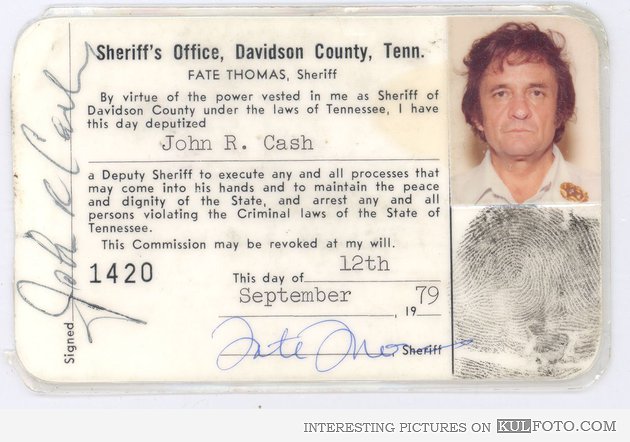 Sheriff's Office, Davidson County, Tenn.
FATE THOMAS, Sheriff
By virtue of the power vested in me as Sheriff of
Davidson County under the laws of Tennessee, I have
this day deputized
John R. Cash
a Deputy Sheriff to execute any and all processes that
may come into his hands and to maintain the peace
and dignity of the State, and arrest any and all
persons violating the Criminal laws of the State of
Tennessee.
This Commission may be revoked at my will.
1420
This day of 12th
September, 19 79
Fate Thomas, Sheriff
Signed John R Cash
INTERESTING PICTURES ON KULFOTO.COM